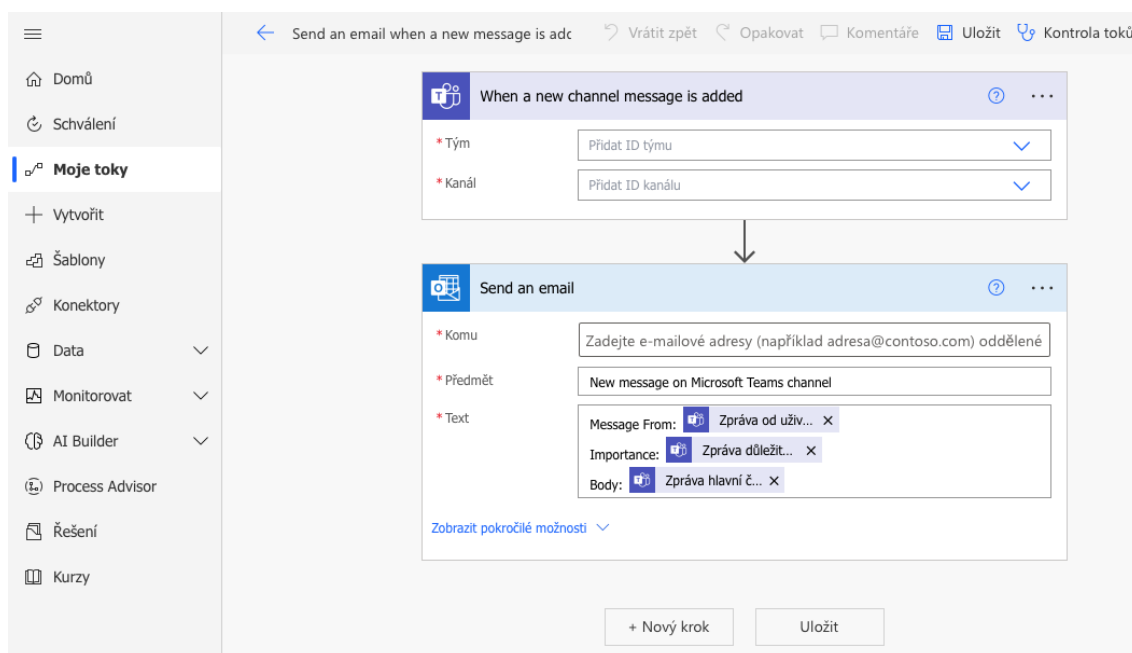 Send an email when a new message is adc
Vrátit zpět
Opakovat
Komentáře
Uložit
Kontrola toků
Domů
Schválení
Moje toky
Vytvořit
Šablony
Konektory
Data
Monitorovat
AI Builder
Process Advisor
Řešení
Kurzy
When a new channel message is added
* Tým
Přidat ID týmu
* Kanál
Přidat ID kanálu
Send an email
* Komu
Zadejte e-mailové adresy (například adresa@contoso.com) oddělené
* Předmět
New message on Microsoft Teams channel
* Text
Message From: Zpráva od uživ... ×
Importance: Zpráva důležit... ×
Body: Zpráva hlavní č... ×
Zobrazit pokročilé možnosti
+ Nový krok
Uložit